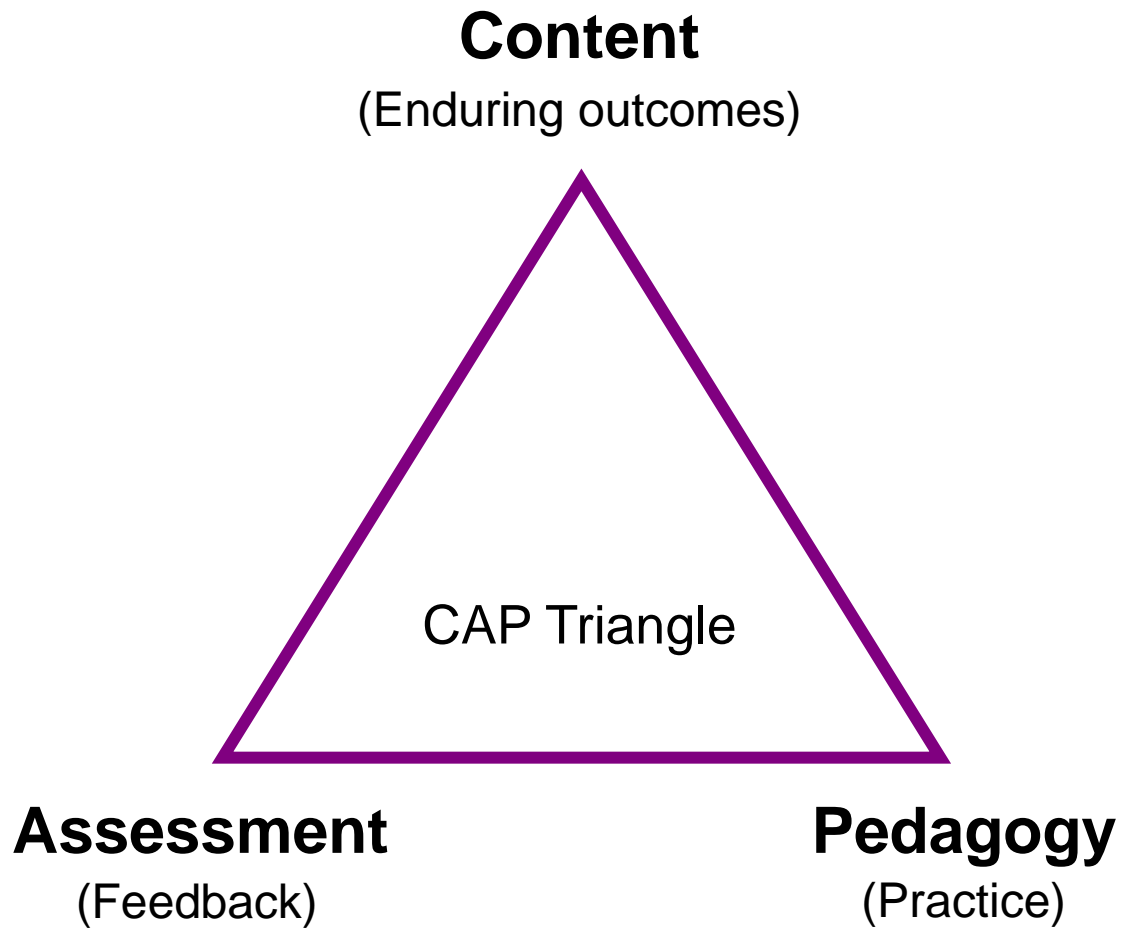 Content
(Enduring outcomes)
CAP Triangle
Assessment
(Feedback)
Pedagogy
(Practice)